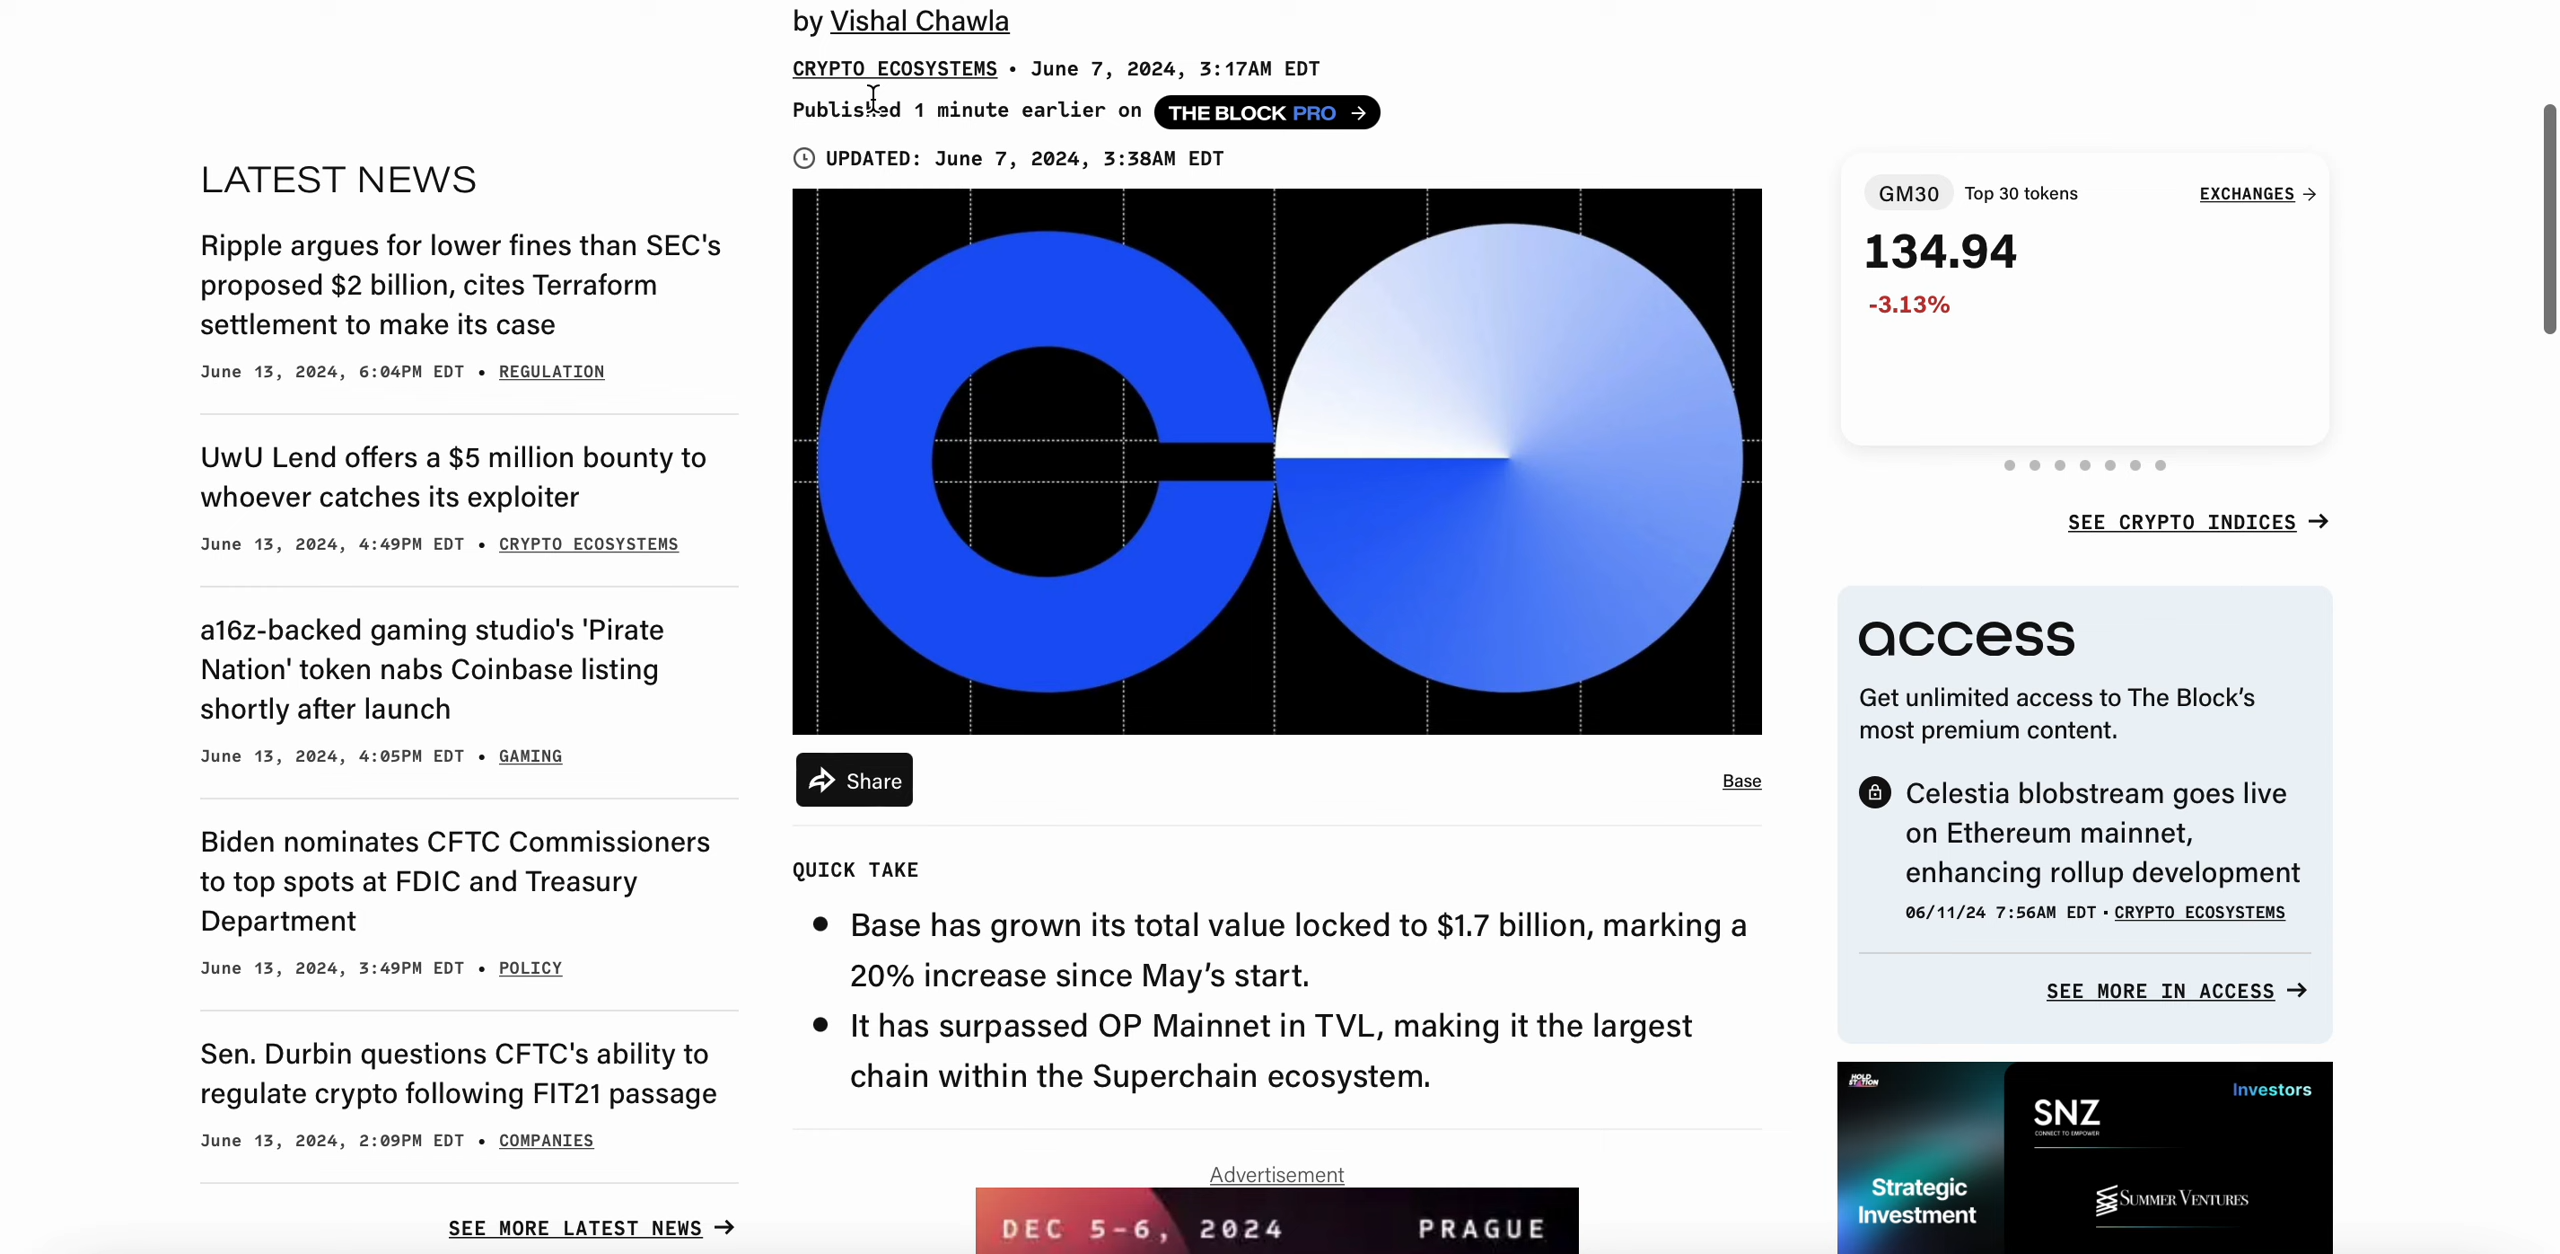 by Vishal Chawla
CRYPTO ECOSYSTEMS • June 7, 2024, 3:17AM EDT
Published 1 minute earlier on THE BLOCK PRO →
UPDATED: June 7, 2024, 3:38AM EDT
LATEST NEWS
Ripple argues for lower fines than SEC's
proposed $2 billion, cites Terraform
settlement to make its case
June 13, 2024, 6:04PM EDT • REGULATION
UwU Lend offers a $5 million bounty to
whoever catches its exploiter
June 13, 2024, 4:49PM EDT • CRYPTO ECOSYSTEMS
a16z-backed gaming studio's 'Pirate
Nation' token nabs Coinbase listing
shortly after launch
June 13, 2024, 4:05PM EDT • GAMING
Biden nominates CFTC Commissioners
to top spots at FDIC and Treasury
Department
June 13, 2024, 3:49PM EDT • POLICY
Sen. Durbin questions CFTC's ability to
regulate crypto following FIT21 passage
June 13, 2024, 2:09PM EDT • COMPANIES
SEE MORE LATEST NEWS →
Share
Base
QUICK TAKE
• Base has grown its total value locked to $1.7 billion, marking a
20% increase since May’s start.
• It has surpassed OP Mainnet in TVL, making it the largest
chain within the Superchain ecosystem.
Advertisement
DEC 5-6, 2024 PRAGUE
GM30 Top 30 tokens EXCHANGES →
134.94
-3.13%
SEE CRYPTO INDICES →
access
Get unlimited access to The Block’s
most premium content.
Celestia blobstream goes live
on Ethereum mainnet,
enhancing rollup development
06/11/24 7:56AM EDT • CRYPTO ECOSYSTEMS
SEE MORE IN ACCESS →
HOLD
STATION
Investors
SNZ
CONNECT TO EMPOWER
Strategic
Investment
SUMMER VENTURES